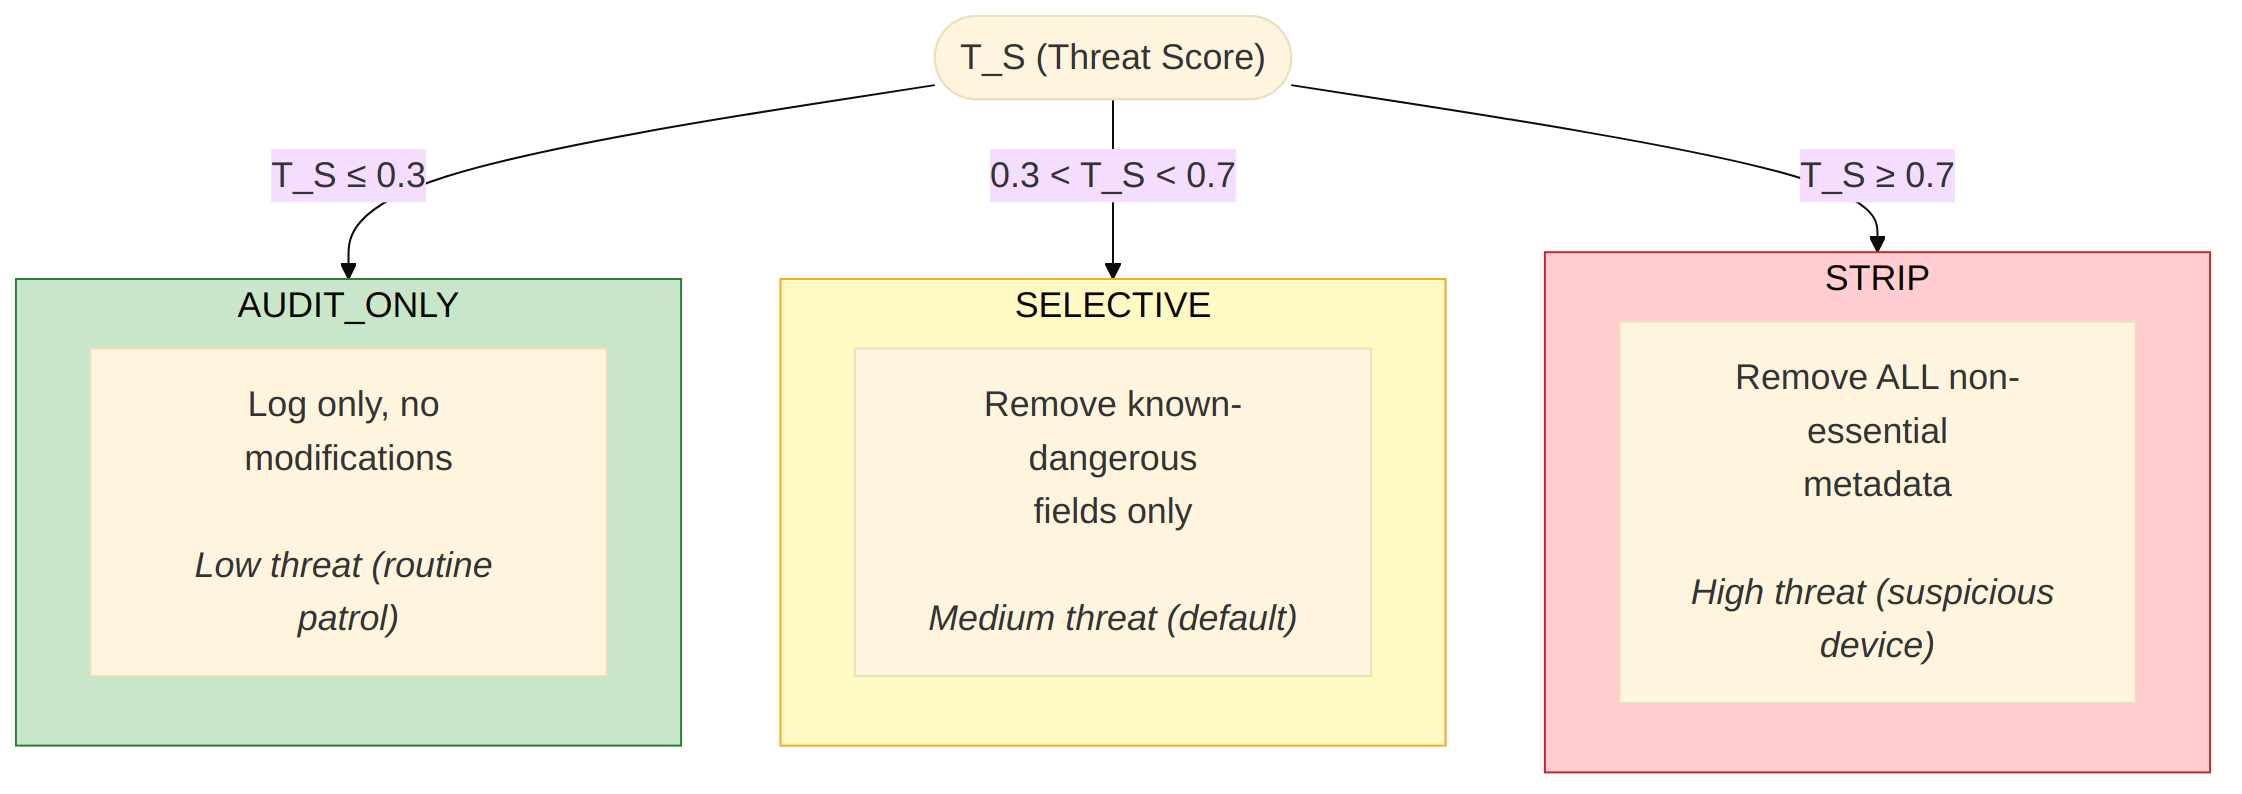 T_S (Threat Score)
T_S ≤ 0.3
0.3 < T_S < 0.7
T_S ≥ 0.7
AUDIT_ONLY
Log only, no
modifications
Low threat (routine
patrol)
SELECTIVE
Remove known-
dangerous
fields only
Medium threat (default)
STRIP
Remove ALL non-
essential
metadata
High threat (suspicious
device)